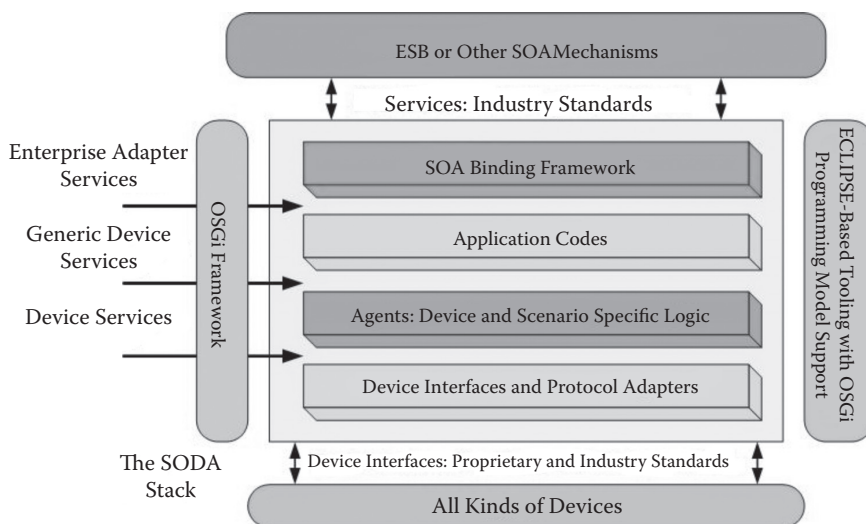 ESB or Other SOAMechanisms
Services: Industry Standards
Enterprise Adapter
Services
Generic Device
Services
Device Services
OSGi Framework
SOA Binding Framework
Application Codes
Agents: Device and Scenario Specific Logic
Device Interfaces and Protocol Adapters
ECLIPSE-Based Tooling with OSGi
Programming Model Support
The SODA
Stack
Device Interfaces: Proprietary and Industry Standards
All Kinds of Devices